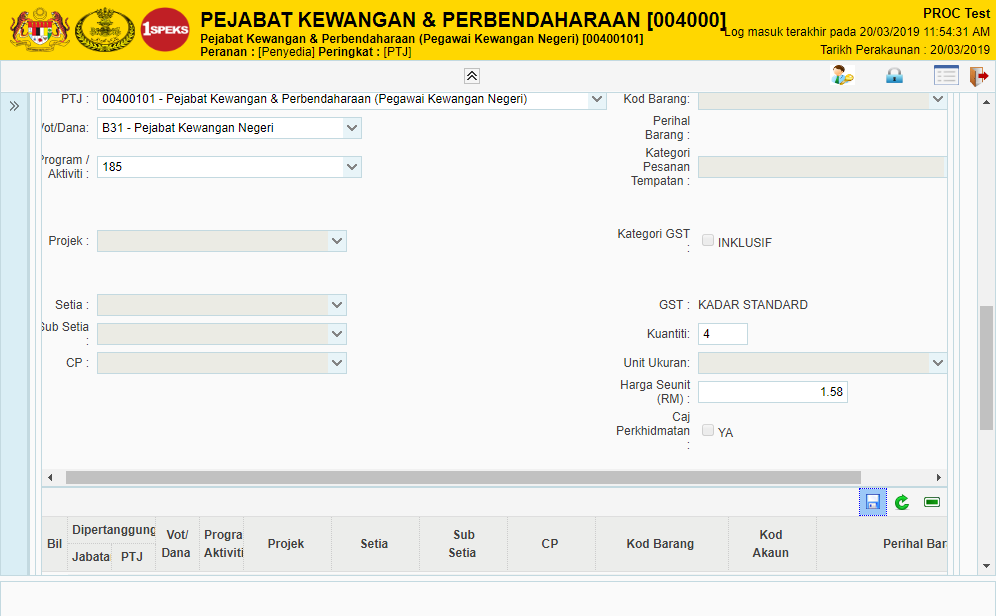 PEJABAT KEWANGAN & PERBENDAHARAAN [004000]
Pejabat Kewangan & Perbendaharaan (Pegawai Kewangan Negeri) [00400101]
Peranan : [Penyedia] Peringkat : [PTJ]
1SPEKS
PROC Test
Log masuk terakhir pada 20/03/2019 11:54:31 AM
Tarikh Perakaunan : 20/03/2019
PTJ : 00400101 - Pejabat Kewangan & Perbendaharaan (Pegawai Kewangan Negeri)
Kod Barang:
Vot/Dana: B31 - Pejabat Kewangan Negeri
Perihal
Barang :
Program /
Aktiviti : 185
Kategori
Pesanan
Tempatan :
Projek :
Kategori GST
: INKLUSIF
Setia :
GST : KADAR STANDARD
Sub Setia
:
Kuantiti: 4
CP :
Unit Ukuran:
Harga Seunit
(RM) : 1.58
Caj
Perkhidmatan
: YA
Bil
Dipertanggung
Jabata
PTJ
Vot/
Dana
Progra
Aktiviti
Projek
Setia
Sub
Setia
CP
Kod Barang
Kod
Akaun
Perihal Bar